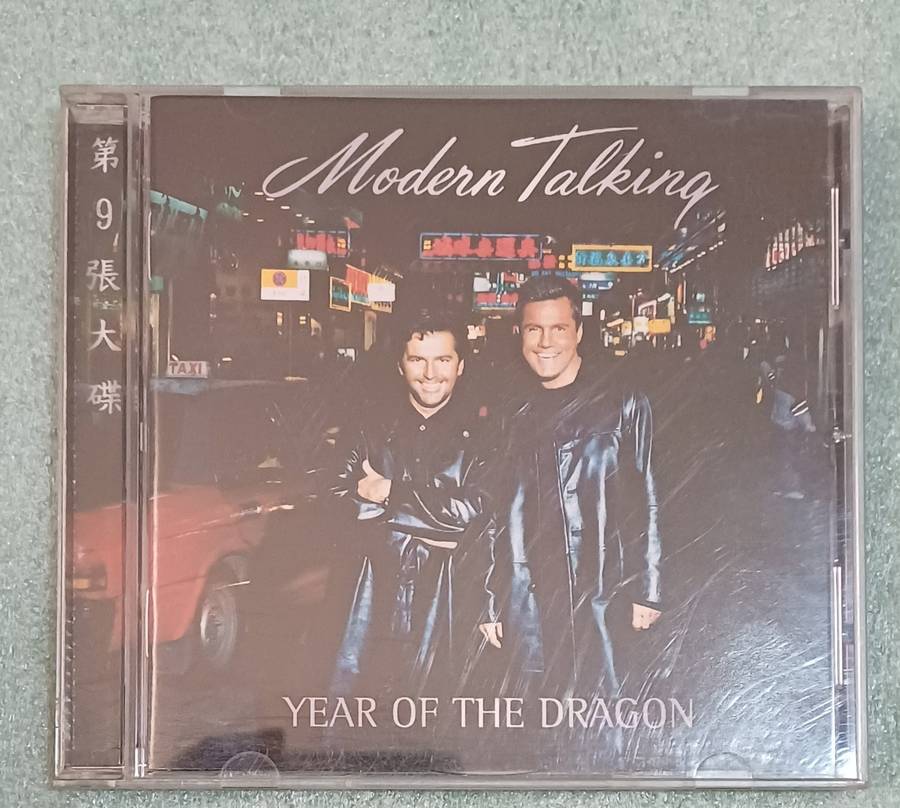 第9張大碟
Modern Talking
TAXI
YEAR OF THE DRAGON